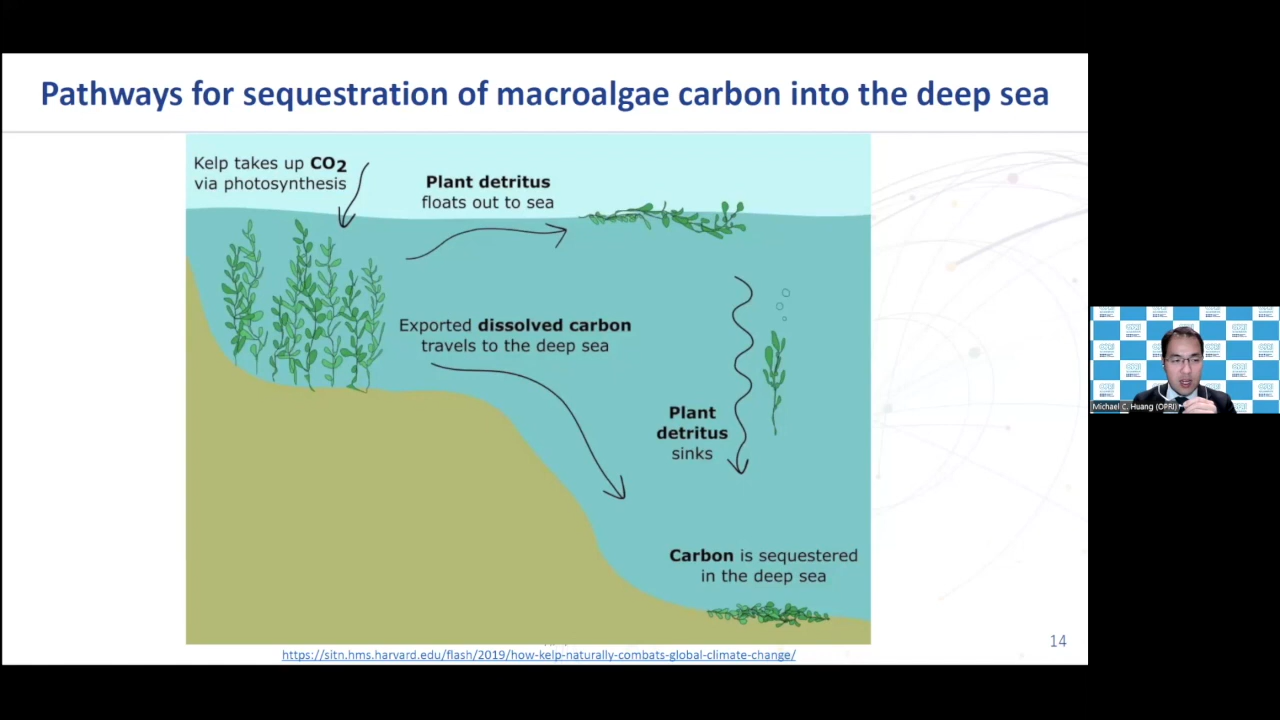 Pathways for sequestration of macroalgae carbon into the deep sea
Kelp takes up CO2
via photosynthesis
Plant detritus
floats out to sea
Exported dissolved carbon
travels to the deep sea
Plant
detritus
sinks
Carbon is sequestered
in the deep sea
14
https://sitn.hms.harvard.edu/flash/2019/how-kelp-naturally-combats-global-climate-change/
OPRI
Michael C. Huang (OPRI)